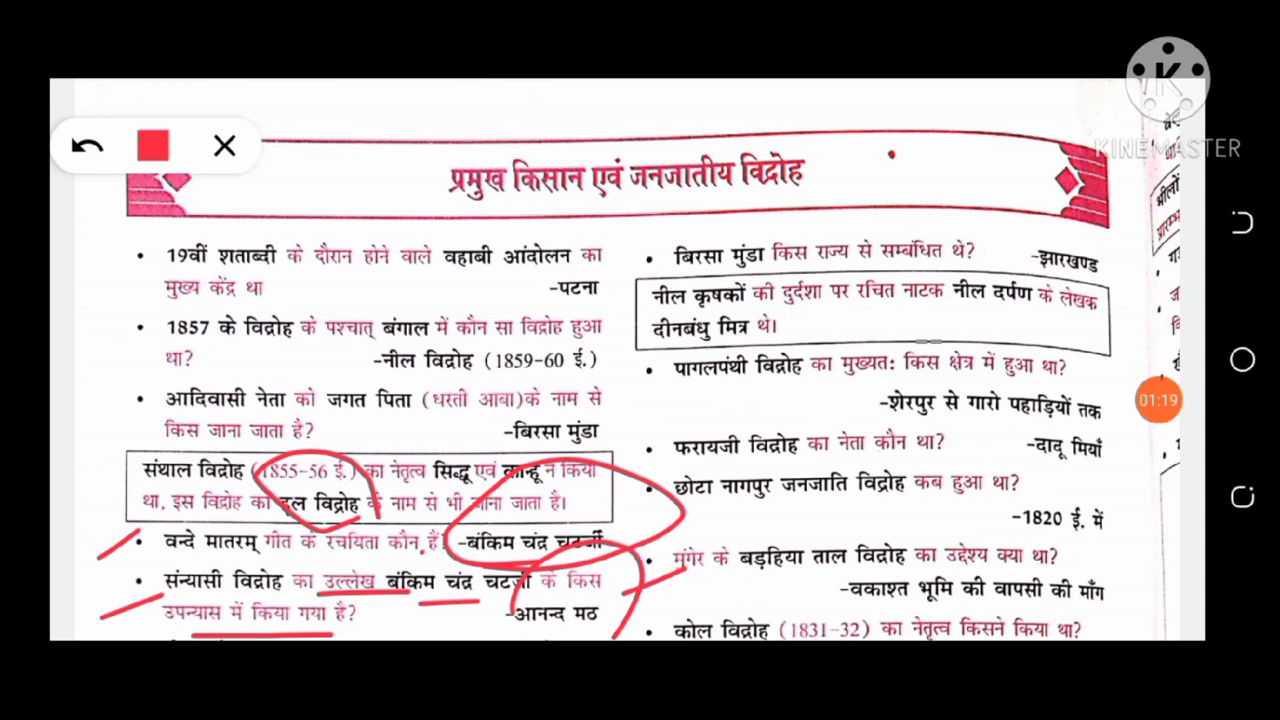 KINEMASTER
प्रमुख किसान एवं जनजातीय विद्रोह
• 19वीं शताब्दी के दौरान होने वाले वहाबी आंदोलन का
मुख्य केंद्र था -पटना
• 1857 के विद्रोह के पश्चात् बंगाल में कौन सा विद्रोह हुआ
था? -नील विद्रोह (1859-60 ई.)
• आदिवासी नेता को जगत पिता (धरती आबा)के नाम से
किस जाना जाता है? -बिरसा मुंडा
संथाल विद्रोह (1855-56 ई.) का नेतृत्व सिद्धू एवं कान्हू ने किया
था, इस विद्रोह को हूल विद्रोह के नाम से भी जाना जाता है।
• वन्दे मातरम् गीत के रचयिता कौन हैं? -बंकिम चंद्र चटर्जी
• संन्यासी विद्रोह का उल्लेख बंकिम चंद्र चटर्जी के किस
उपन्यास में किया गया है? -आनन्द मठ
• बिरसा मुंडा किस राज्य से सम्बंधित थे? -झारखण्ड
नील कृषकों की दुर्दशा पर रचित नाटक नील दर्पण के लेखक
दीनबंधु मित्र थे।
• पागलपंथी विद्रोह का मुख्यत: किस क्षेत्र में हुआ था?
-शेरपुर से गारो पहाड़ियों तक
• फरायजी विद्रोह का नेता कौन था? -दादू मियाँ
• छोटा नागपुर जनजाति विद्रोह कब हुआ था?
-1820 ई. में
• मुंगेर के बड़हिया ताल विद्रोह का उद्देश्य क्या था?
-वकाश्त भूमि की वापसी की माँग
• कोल विद्रोह (1831-32) का नेतृत्व किसने किया था?
01:19